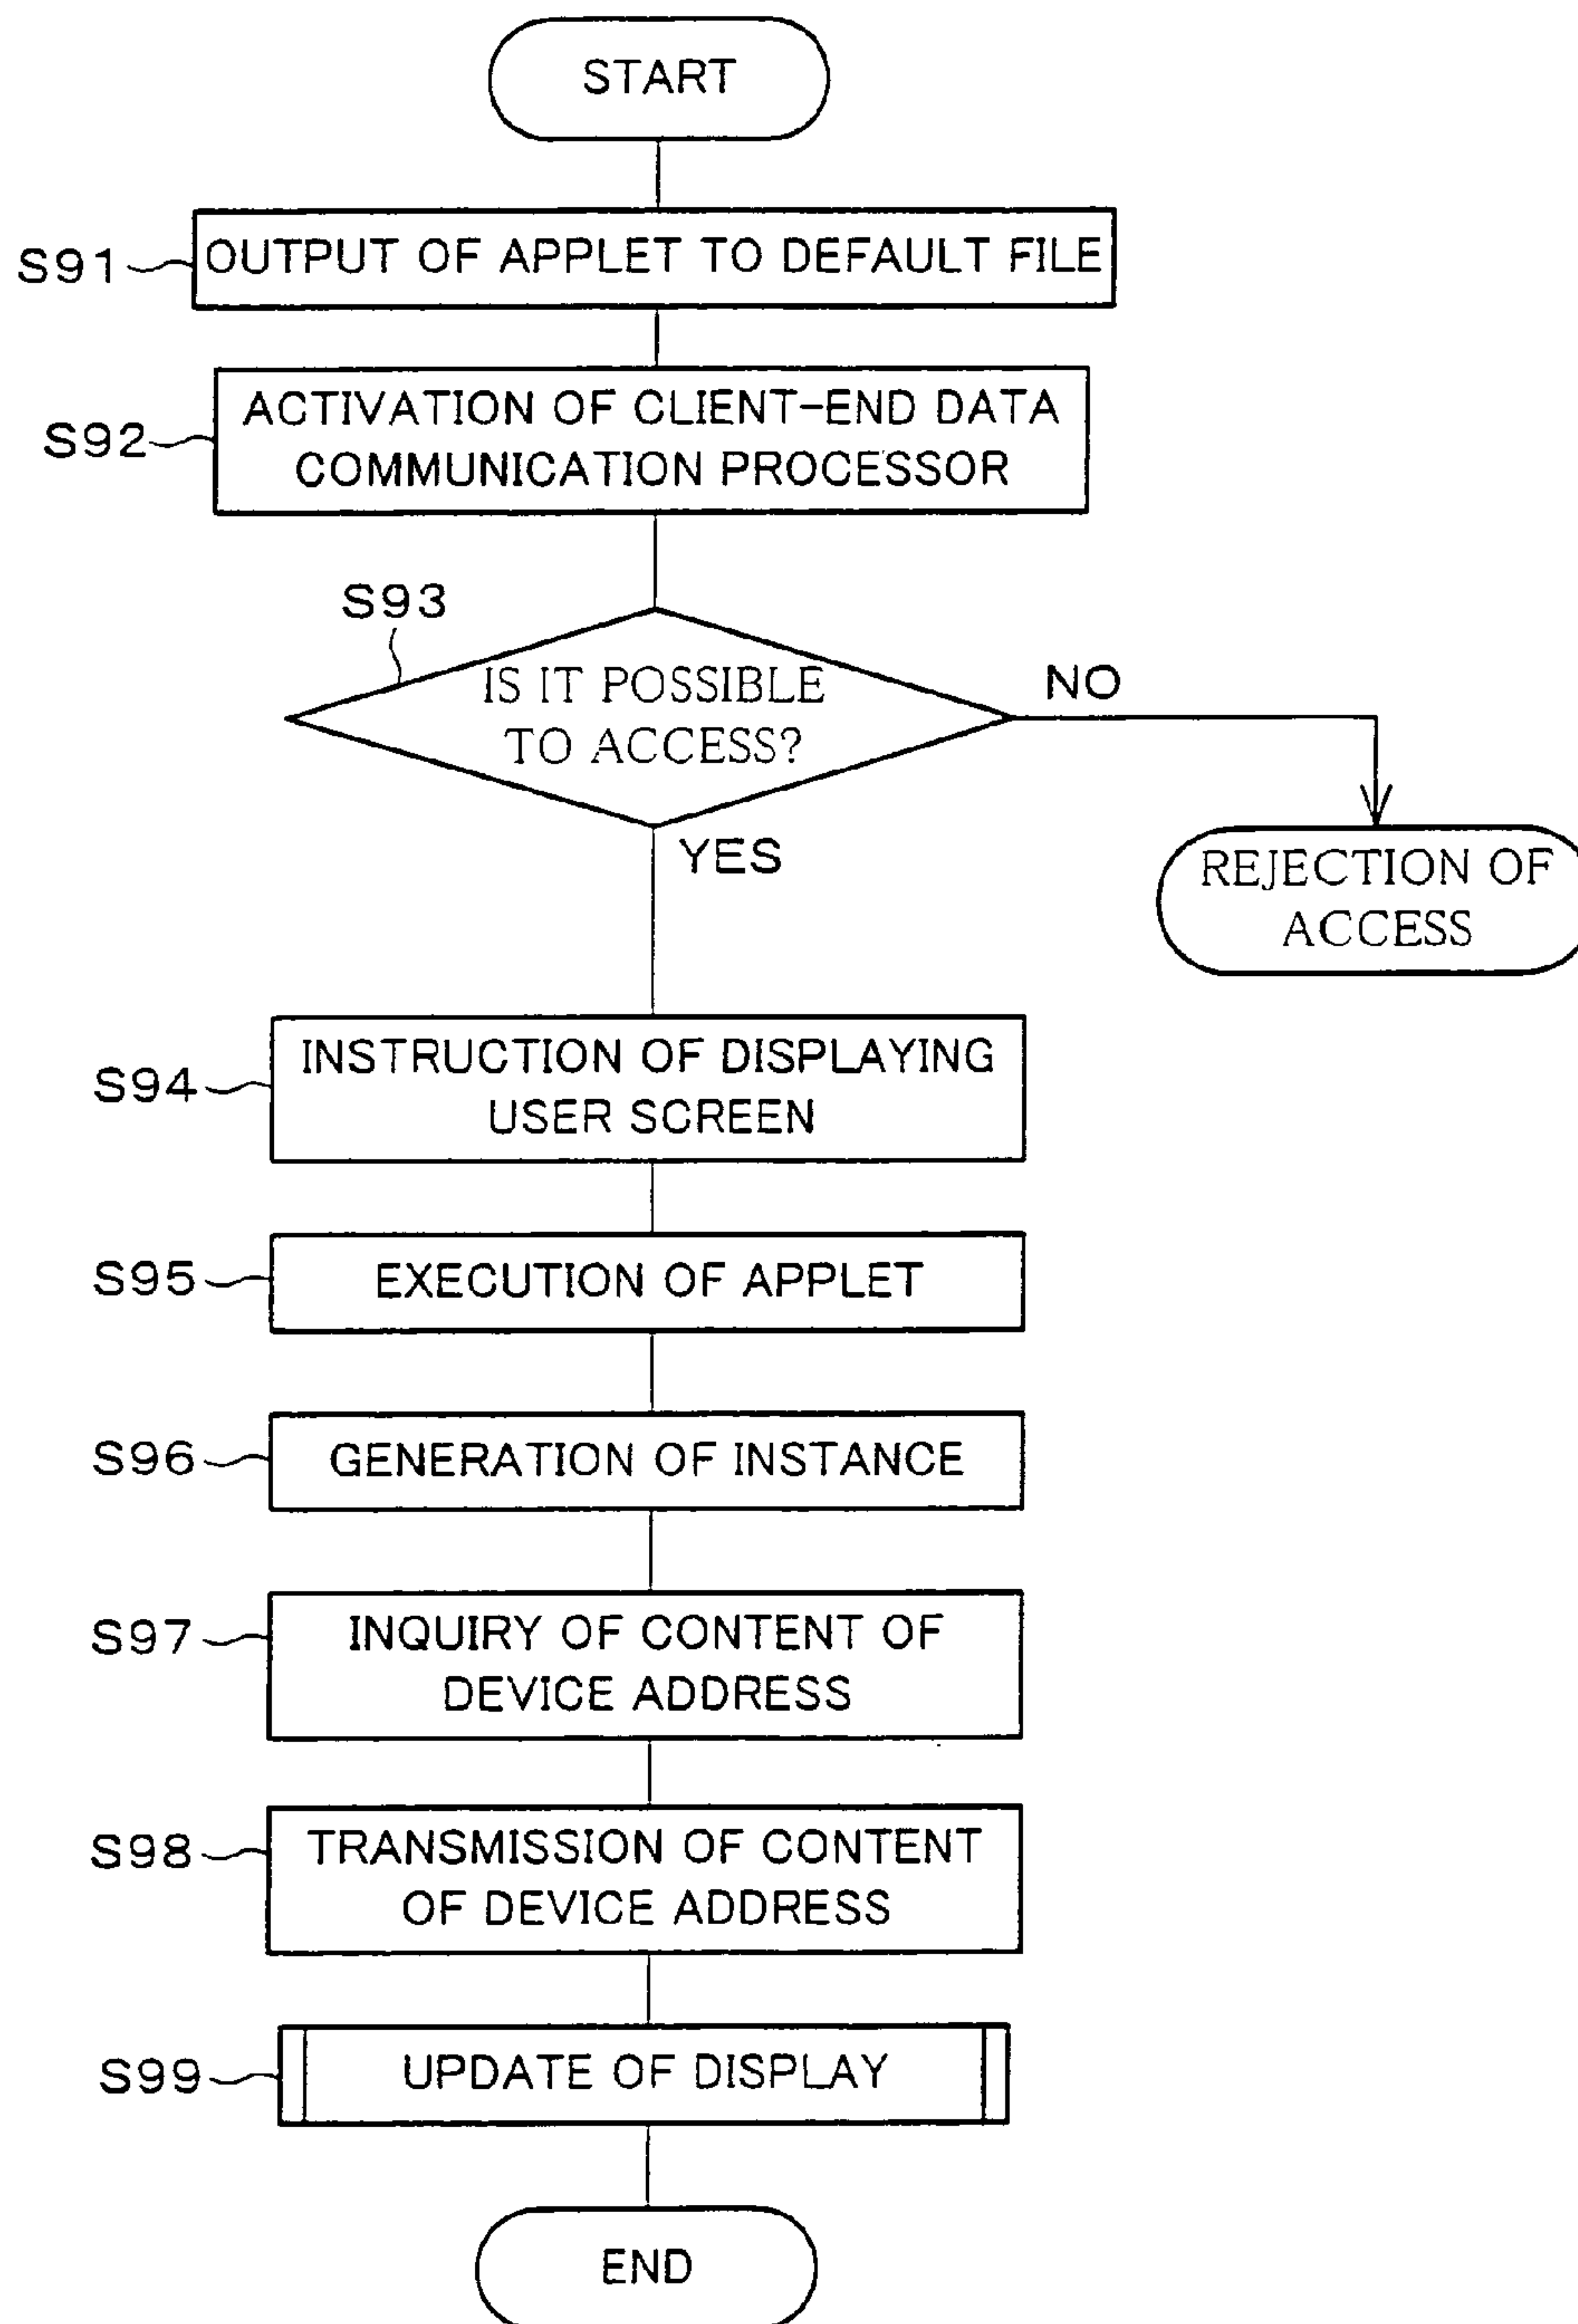 START
S91
OUTPUT OF APPLET TO DEFAULT FILE
S92
ACTIVATION OF CLIENT-END DATA
COMMUNICATION PROCESSOR
S93
IS IT POSSIBLE
TO ACCESS?
NO
YES
REJECTION OF
ACCESS
S94
INSTRUCTION OF DISPLAYING
USER SCREEN
S95
EXECUTION OF APPLET
S96
GENERATION OF INSTANCE
S97
INQUIRY OF CONTENT OF
DEVICE ADDRESS
S98
TRANSMISSION OF CONTENT
OF DEVICE ADDRESS
S99
UPDATE OF DISPLAY
END